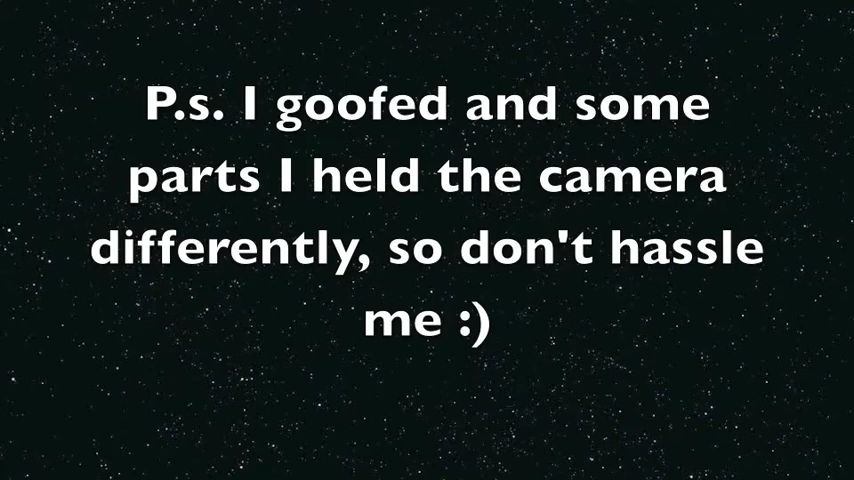 P.s. I goofed and some
parts I held the camera
differently, so don't hassle
me :)